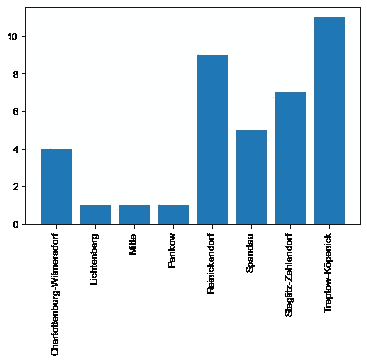 10
8
6
4
2
0
Charlottenburg-Wilmersdorf
Lichtenberg
Mitte
Pankow
Reinickendorf
Spandau
Steglitz-Zehlendorf
Treptow-Köpenick